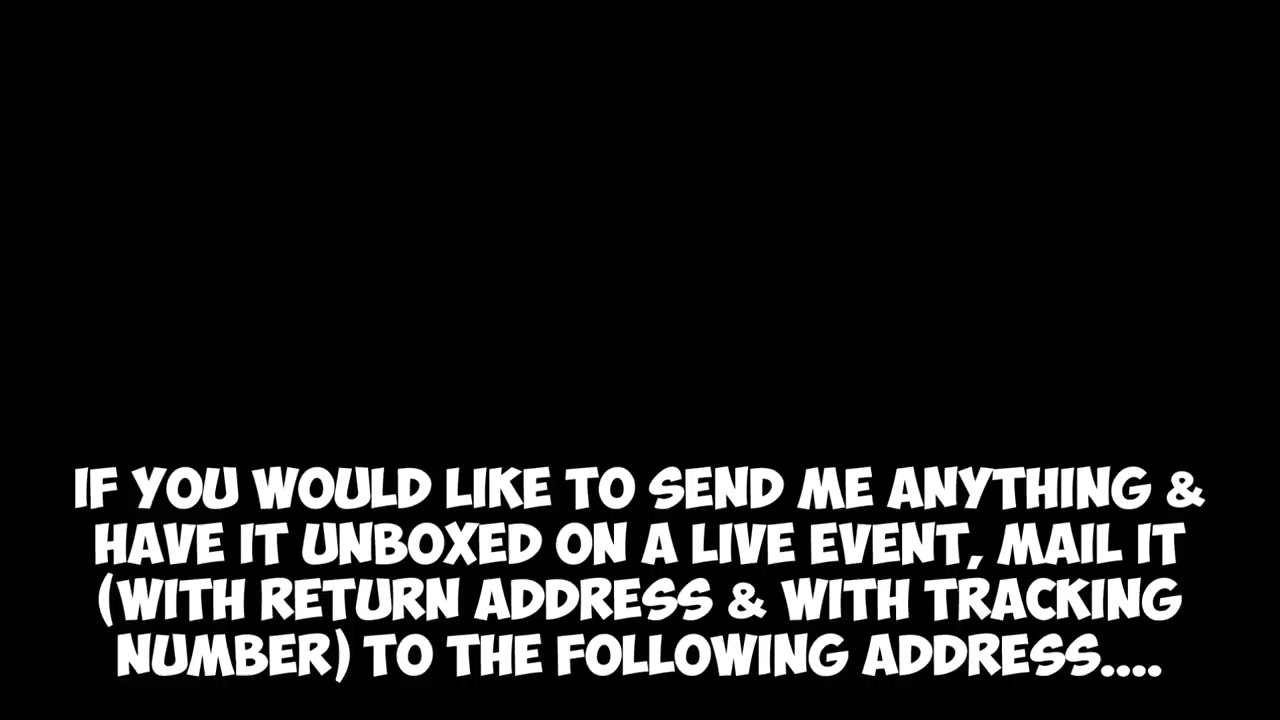 IF YOU WOULD LIKE TO SEND ME ANYTHING &
HAVE IT UNBOXED ON A LIVE EVENT, MAIL IT
(WITH RETURN ADDRESS & WITH TRACKING
NUMBER) TO THE FOLLOWING ADDRESS....